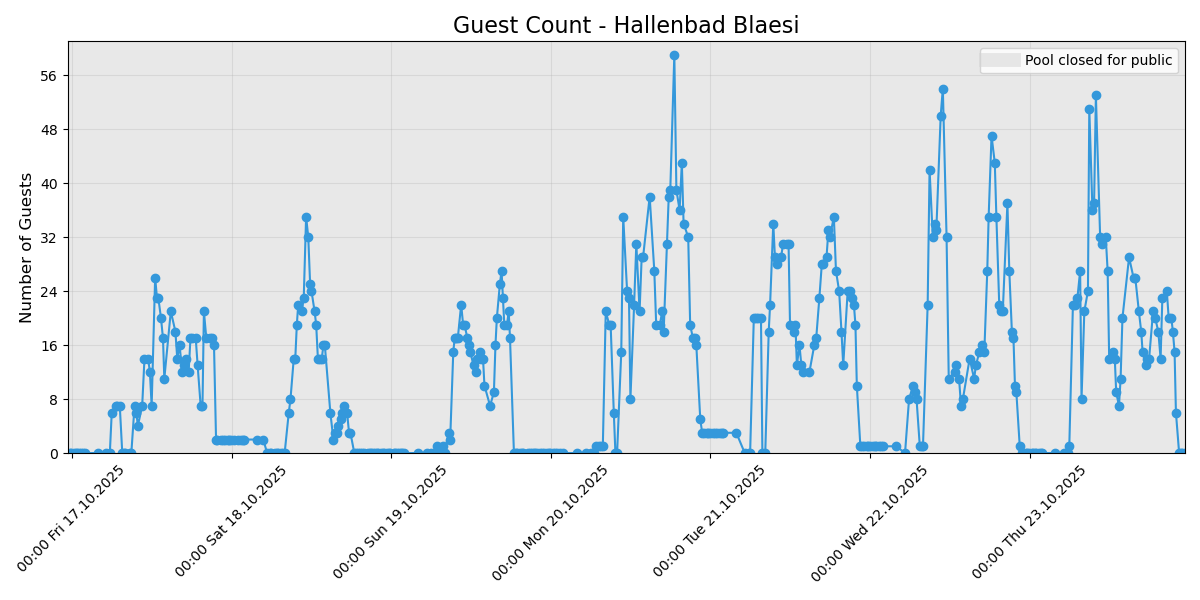 Guest Count - Hallenbad Blaesi
Pool closed for public
Number of Guests
56
48
40
32
24
16
8
0
00:00 Fri 17.10.2025
00:00 Sat 18.10.2025
00:00 Sun 19.10.2025
00:00 Mon 20.10.2025
00:00 Tue 21.10.2025
00:00 Wed 22.10.2025
00:00 Thu 23.10.2025